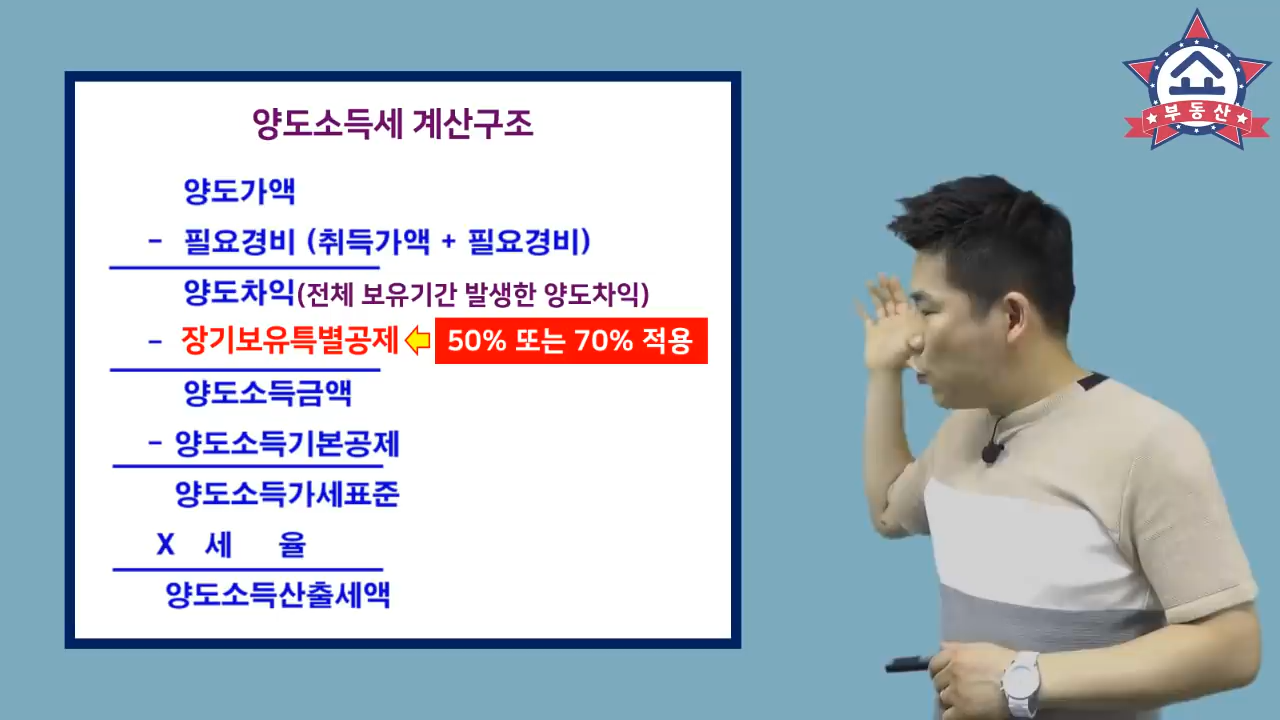 부동산
양도소득세 계산구조
양도가액
- 필요경비 (취득가액 + 필요경비)
양도차익(전체 보유기간 발생한 양도차익)
- 장기보유특별공제 50% 또는 70% 적용
양도소득금액
- 양도소득기본공제
양도소득가세표준
X 세 율
양도소득산출세액